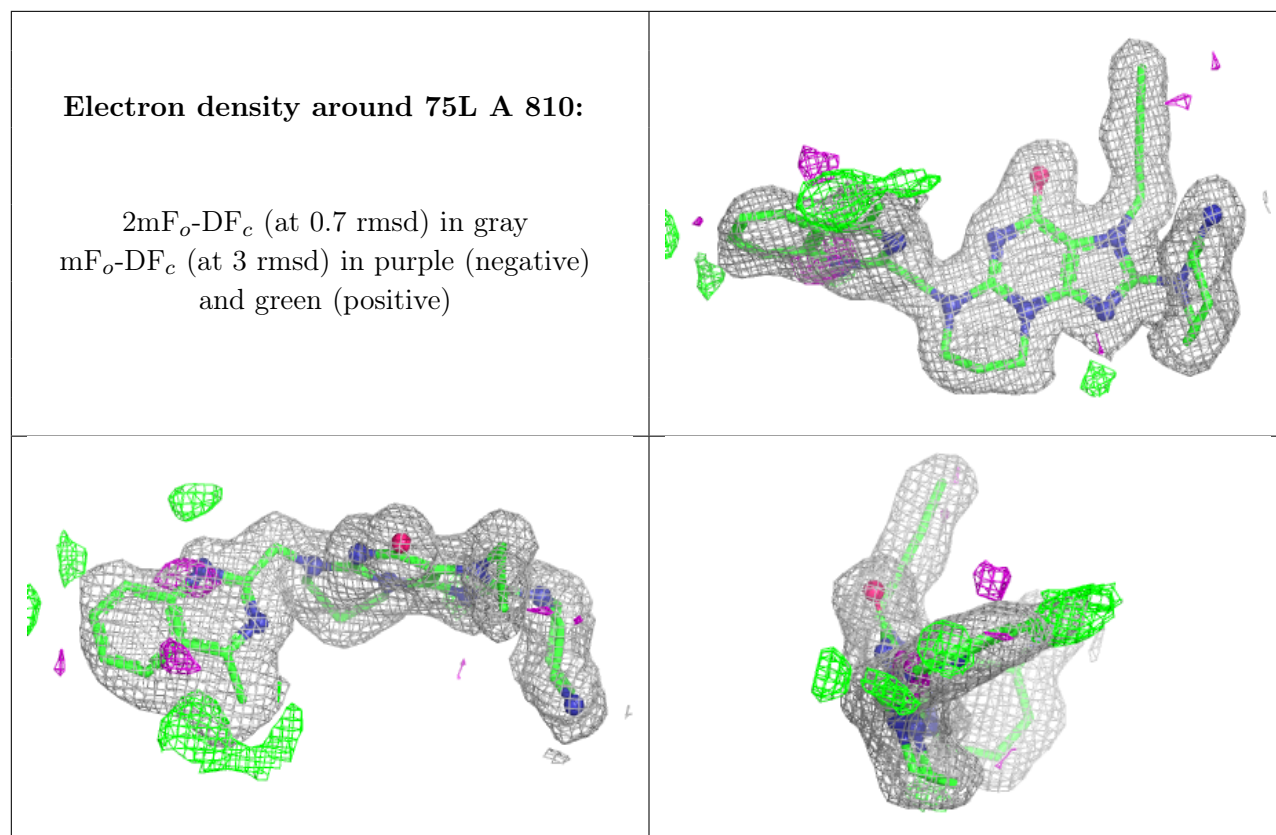 Electron density around 75L A 810:
2mFo-DFc (at 0.7 rmsd) in gray
mFo-DFc (at 3 rmsd) in purple (negative)
and green (positive)